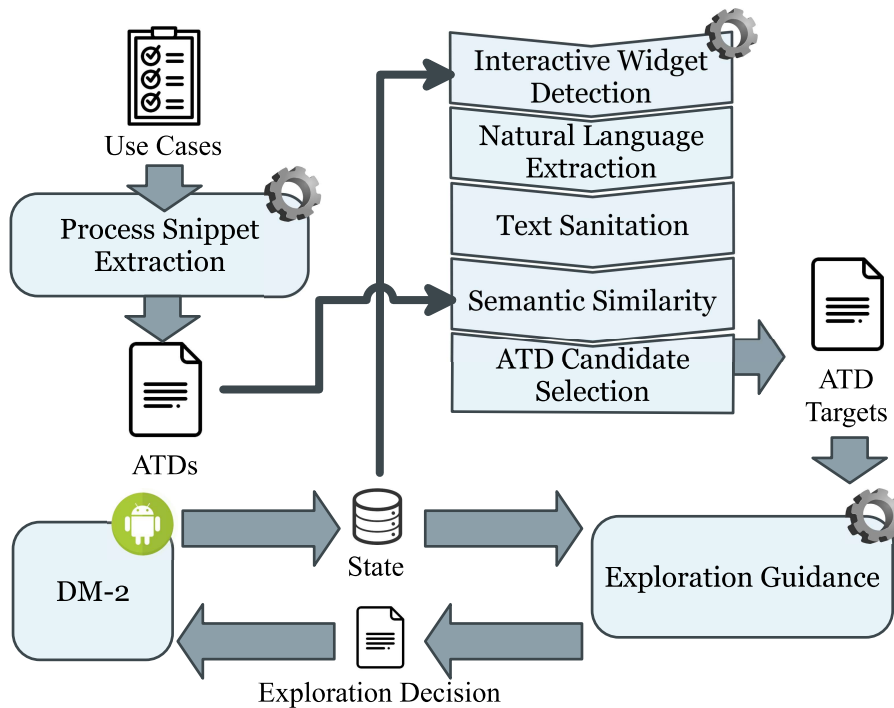 Use Cases
Process Snippet
Extraction
ATDs
Interactive Widget
Detection
Natural Language
Extraction
Text Sanitation
Semantic Similarity
ATD Candidate
Selection
ATD
Targets
DM-2
State
Exploration Guidance
Exploration Decision